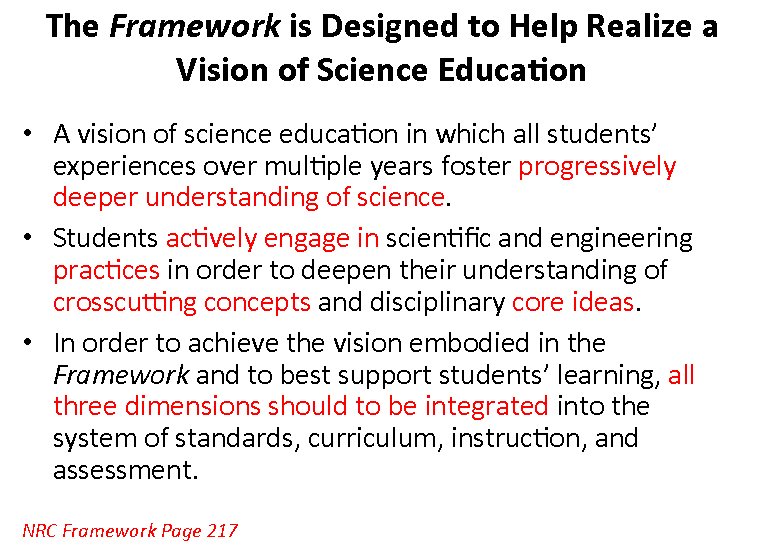 The Framework is Designed to Help Realize a
Vision of Science Education
• A vision of science education in which all students’
experiences over multiple years foster progressively
deeper understanding of science.
• Students actively engage in scientific and engineering
practices in order to deepen their understanding of
crosscutting concepts and disciplinary core ideas.
• In order to achieve the vision embodied in the
Framework and to best support students’ learning, all
three dimensions should to be integrated into the
system of standards, curriculum, instruction, and
assessment.
NRC Framework Page 217